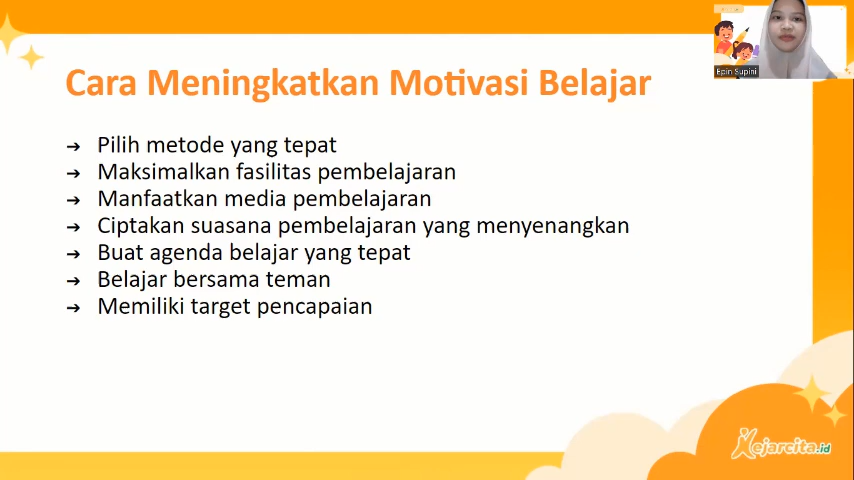 Cara Meningkatkan Motivasi Belajar
➔ Pilih metode yang tepat
➔ Maksimalkan fasilitas pembelajaran
➔ Manfaatkan media pembelajaran
➔ Ciptakan suasana pembelajaran yang menyenangkan
➔ Buat agenda belajar yang tepat
➔ Belajar bersama teman
➔ Memiliki target pencapaian
Epin Supini
Kejarcita.id